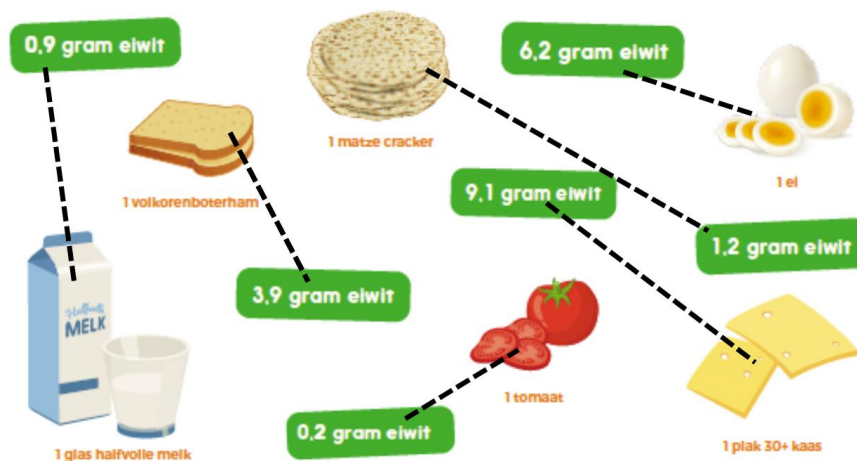 0,9 gram eiwit
6,2 gram eiwit
1 matze cracker
1 ei
1 volkorenboterham
9,1 gram eiwit
1,2 gram eiwit
3,9 gram eiwit
Halfvolle
MELK
1 tomaat
0,2 gram eiwit
1 plak 30+ kaas
1 glas halfvolle melk